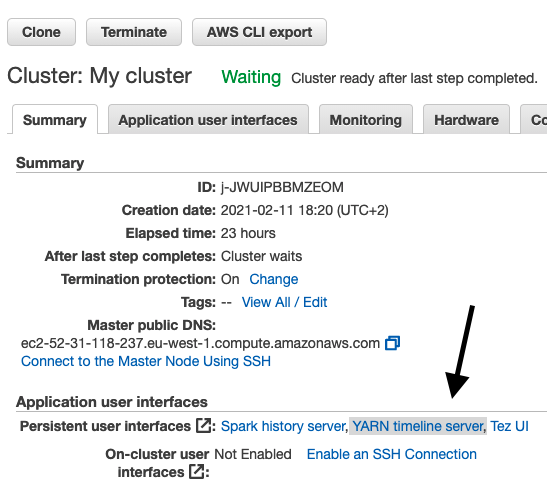 Clone Terminate AWS CLI export
Cluster: My cluster Waiting Cluster ready after last step completed.
Summary Application user interfaces Monitoring Hardware Co
Summary
ID: j-JWUIPBBMZEOM
Creation date: 2021-02-11 18:20 (UTC+2)
Elapsed time: 23 hours
After last step completes: Cluster waits
Termination protection: On Change
Tags: -- View All / Edit
Master public DNS:
ec2-52-31-118-237.eu-west-1.compute.amazonaws.com
Connect to the Master Node Using SSH
Application user interfaces
Persistent user interfaces : Spark history server, YARN timeline server, Tez UI
On-cluster user Not Enabled Enable an SSH Connection
interfaces :